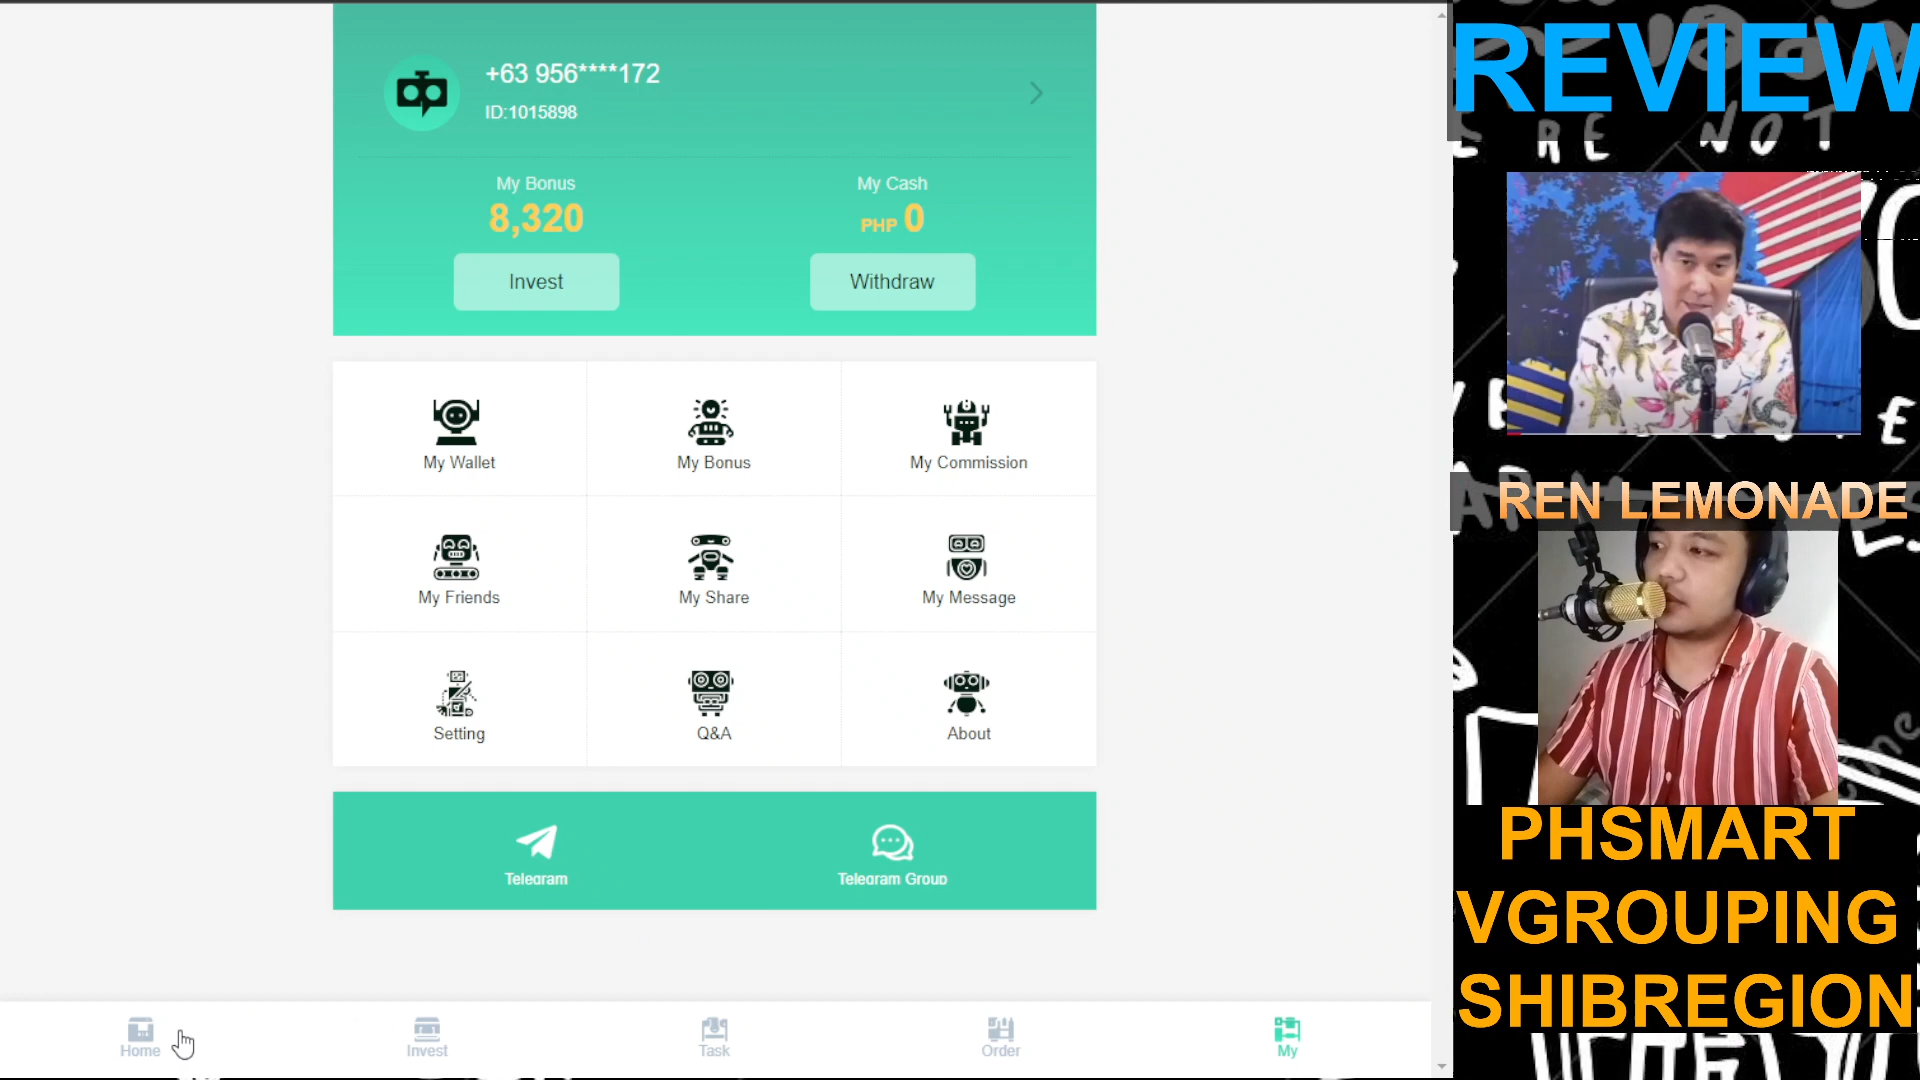 +63 956****172
ID:1015898
My Bonus
8,320
Invest
My Cash
PHP 0
Withdraw
My Wallet
My Bonus
My Commission
My Friends
My Share
My Message
Setting
Q&A
About
Telegram
Telegram Group
Home
Invest
Task
Order
My
REVIEW
RE NOT
REN LEMONADE
PHSMART
VGROUPING
SHIBREGION